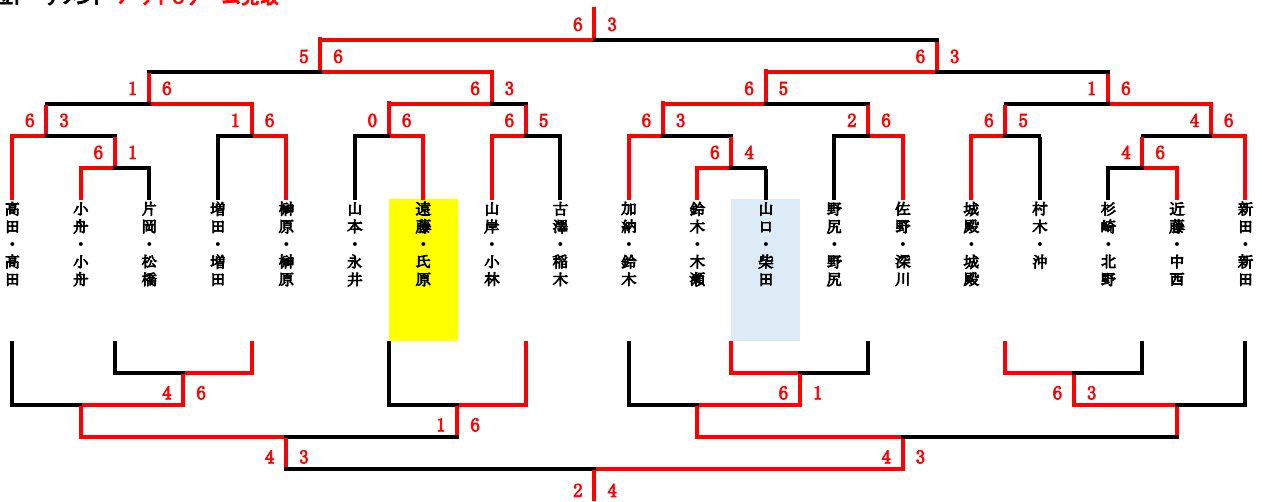 6 3
5 6 6 3
1 6 6 3 6 5 1 6
6 3 1 6 0 6 6 5 6 3 2 6 6 5 4 6
6 1 6 4 4 6
高田・高田
小舟・小舟
片岡・松橋
増田・増田
榊原・榊原
山本・永井
遠藤・氏原
山岸・小林
古澤・稲木
加納・鈴木
鈴木・木瀬
山口・柴田
野尻・野尻
佐野・深川
城殿・城殿
村木・沖
杉崎・北野
近藤・中西
新田・新田
4 6 6 1 6 3
1 6
4 3 4 3
2 4